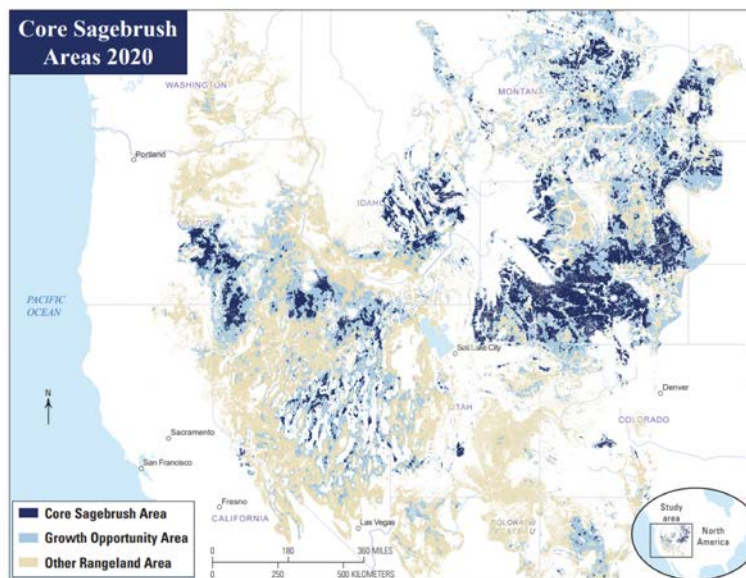 Core Sagebrush
Areas 2020
WASHINGTON
MONTANA
Portland
IDAHO
PACIFIC
OCEAN
Salt Lake City
Denver
UTAH
COLORADO
Sacramento
San Francisco
Fresno
CALIFORNIA
Las Vegas
N
Core Sagebrush Area
Growth Opportunity Area
Other Rangeland Area
0 180 360 MILES
0 250 500 KILOMETERS
Study
area
North
America